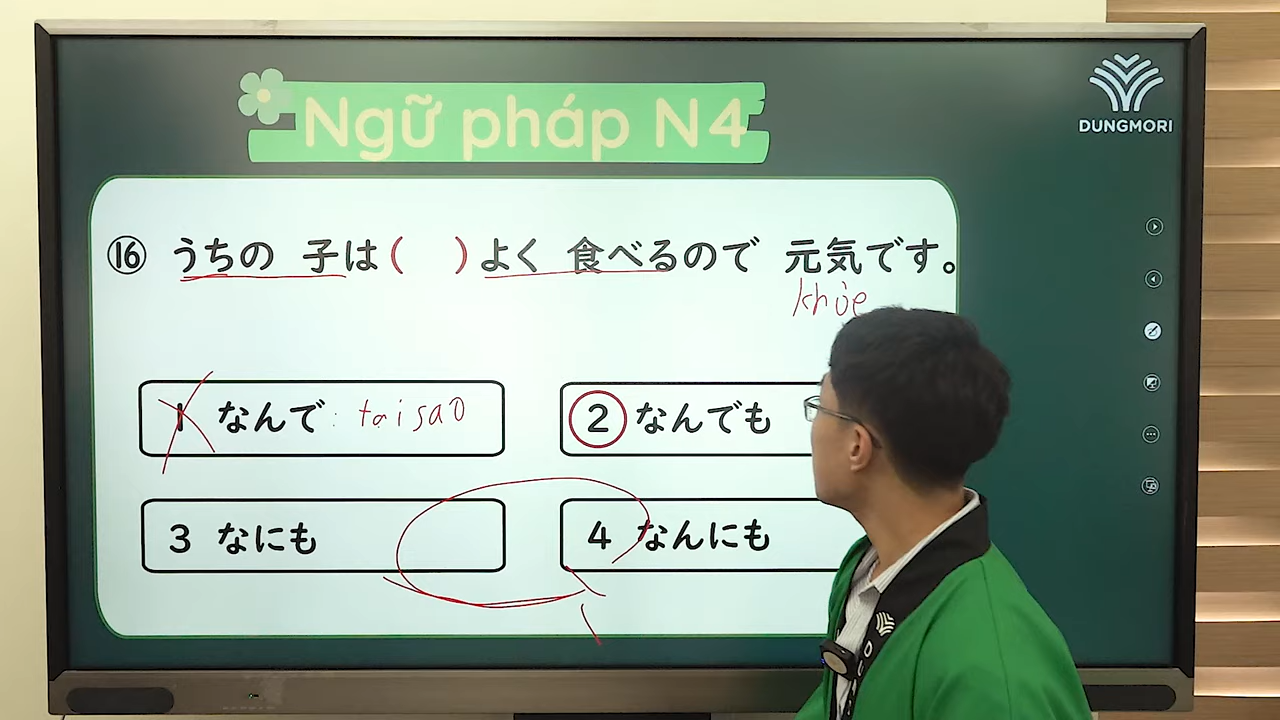 Ngữ pháp N4
DUNGMORI
⑯ うちの 子は( )よく 食べるので 元気です。
khỏe
1 なんで: tại sao
2 なんでも
3 なにも
4 なんにも